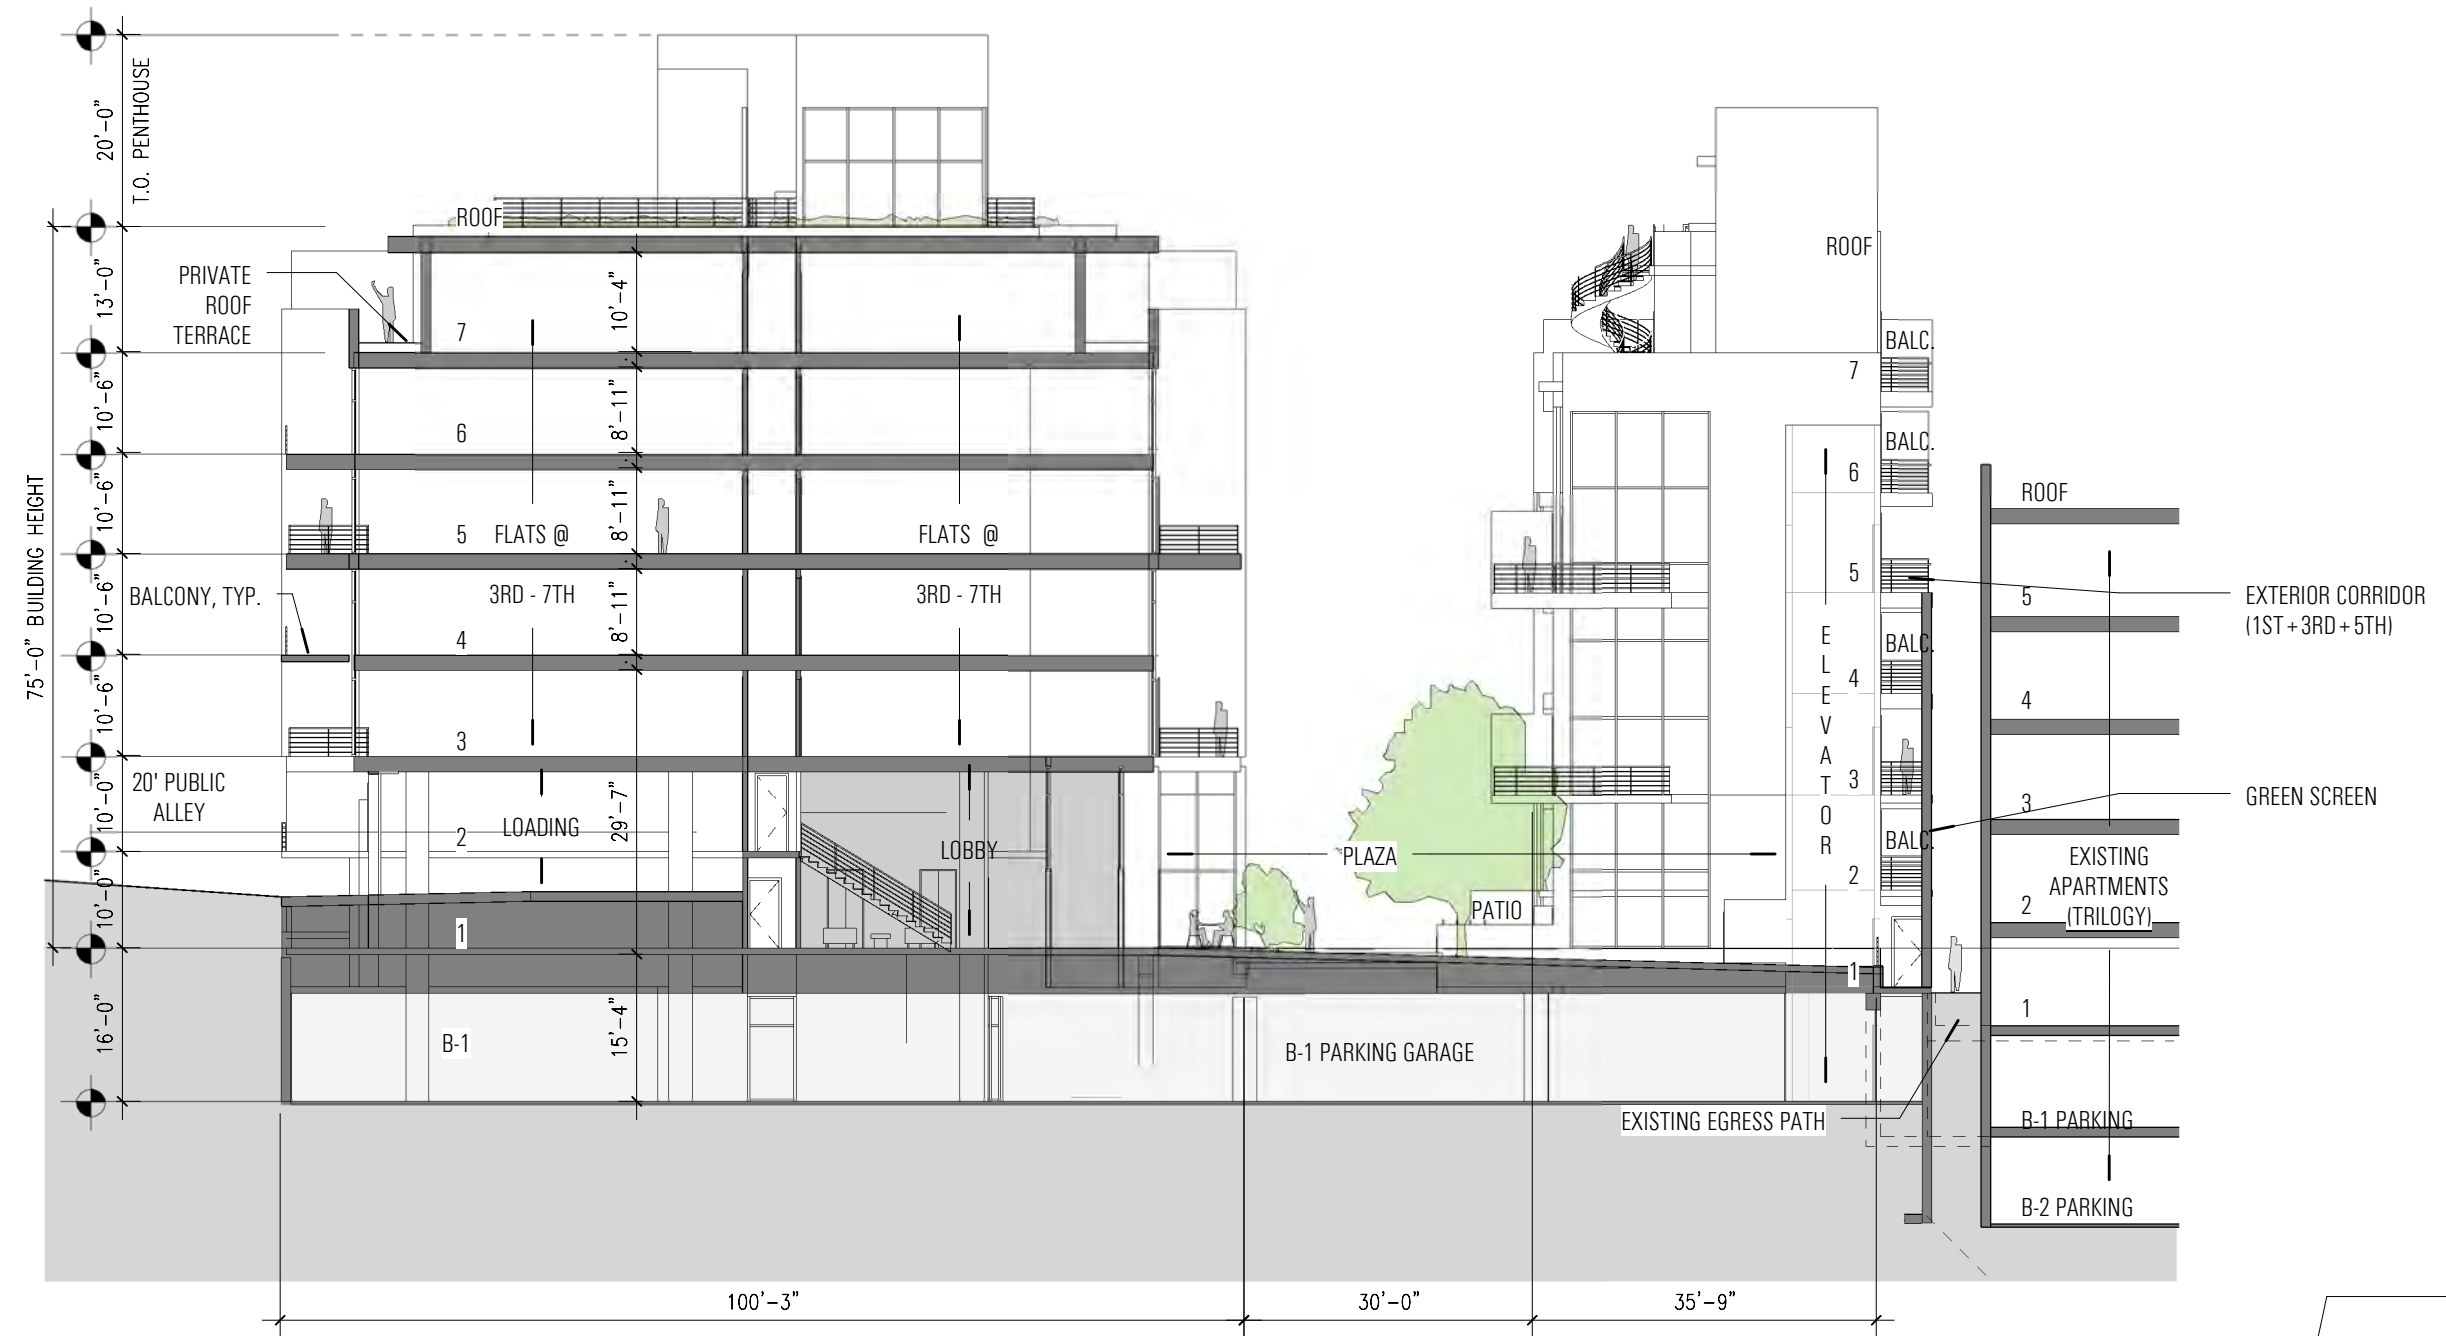 20'-0"
T.O. PENTHOUSE
13'-0"
10'-6"
10'-6"
10'-6"
10'-6"
10'-0"
10'-0"
16'-0"
75'-0" BUILDING HEIGHT
PRIVATE
ROOF
TERRACE
BALCONY, TYP.
20' PUBLIC
ALLEY
ROOF
7
6
5
4
3
2
1
B-1
10'-4"
8'-11"
8'-11"
8'-11"
29'-7"
15'-4"
FLATS @
3RD - 7TH
FLATS @
3RD - 7TH
LOADING
LOBBY
PLAZA
PATIO
B-1 PARKING GARAGE
EXISTING EGRESS PATH
ROOF
7
6
5
4
3
2
1
ELEVATOR
BALC.
BALC.
BALC.
BALC.
ROOF
5
4
3
EXISTING
APARTMENTS
(TRILOGY)
2
1
B-1 PARKING
B-2 PARKING
EXTERIOR CORRIDOR
(1ST + 3RD + 5TH)
GREEN SCREEN
100'-3"
30'-0"
35'-9"